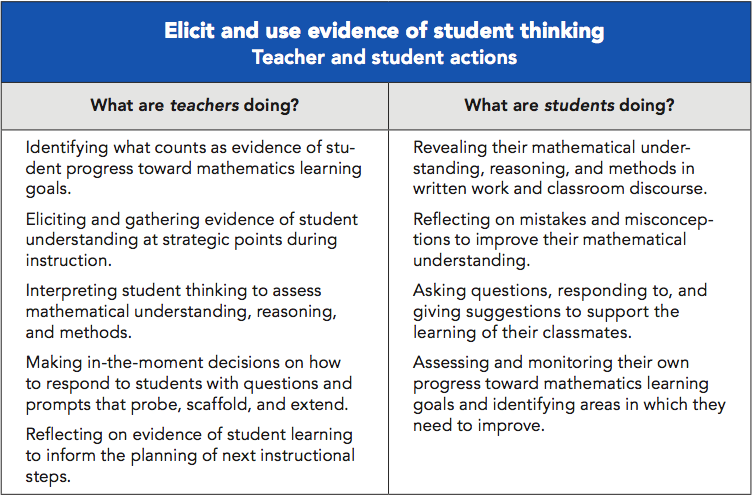 Elicit and use evidence of student thinking
Teacher and student actions
What are teachers doing?
Identifying what counts as evidence of stu-
dent progress toward mathematics learning
goals.
Eliciting and gathering evidence of student
understanding at strategic points during
instruction.
Interpreting student thinking to assess
mathematical understanding, reasoning,
and methods.
Making in-the-moment decisions on how
to respond to students with questions and
prompts that probe, scaffold, and extend.
Reflecting on evidence of student learning
to inform the planning of next instructional
steps.
What are students doing?
Revealing their mathematical under-
standing, reasoning, and methods in
written work and classroom discourse.
Reflecting on mistakes and misconcep-
tions to improve their mathematical
understanding.
Asking questions, responding to, and
giving suggestions to support the
learning of their classmates.
Assessing and monitoring their own
progress toward mathematics learning
goals and identifying areas in which they
need to improve.